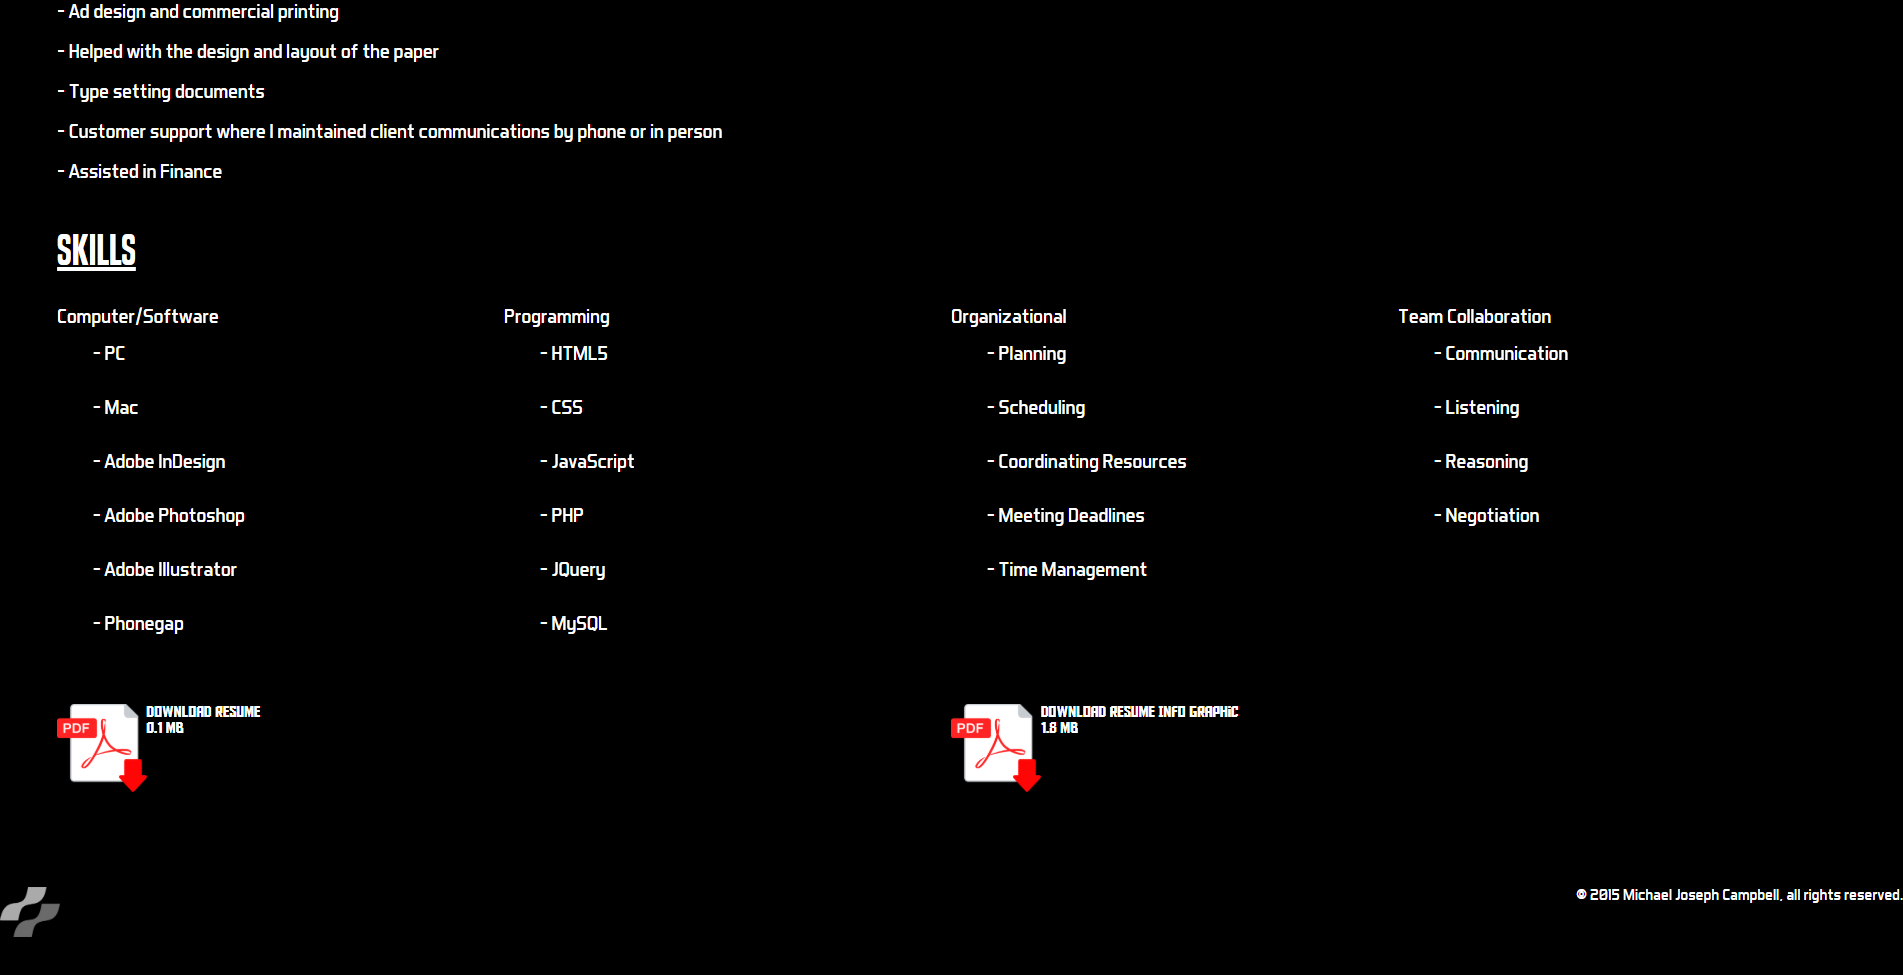 - Ad design and commercial printing
- Helped with the design and layout of the paper
- Type setting documents
- Customer support where I maintained client communications by phone or in person
- Assisted in Finance
SKILLS
Computer/Software
- PC
- Mac
- Adobe InDesign
- Adobe Photoshop
- Adobe Illustrator
- Phonegap
Programming
- HTML5
- CSS
- JavaScript
- PHP
- JQuery
- MySQL
Organizational
- Planning
- Scheduling
- Coordinating Resources
- Meeting Deadlines
- Time Management
Team Collaboration
- Communication
- Listening
- Reasoning
- Negotiation
PDF
DOWNLOAD RESUME
0.1 MB
PDF
DOWNLOAD RESUME INFO GRAPHiC
1.8 MB
© 2015 Michael Joseph Campbell, all rights reserved.